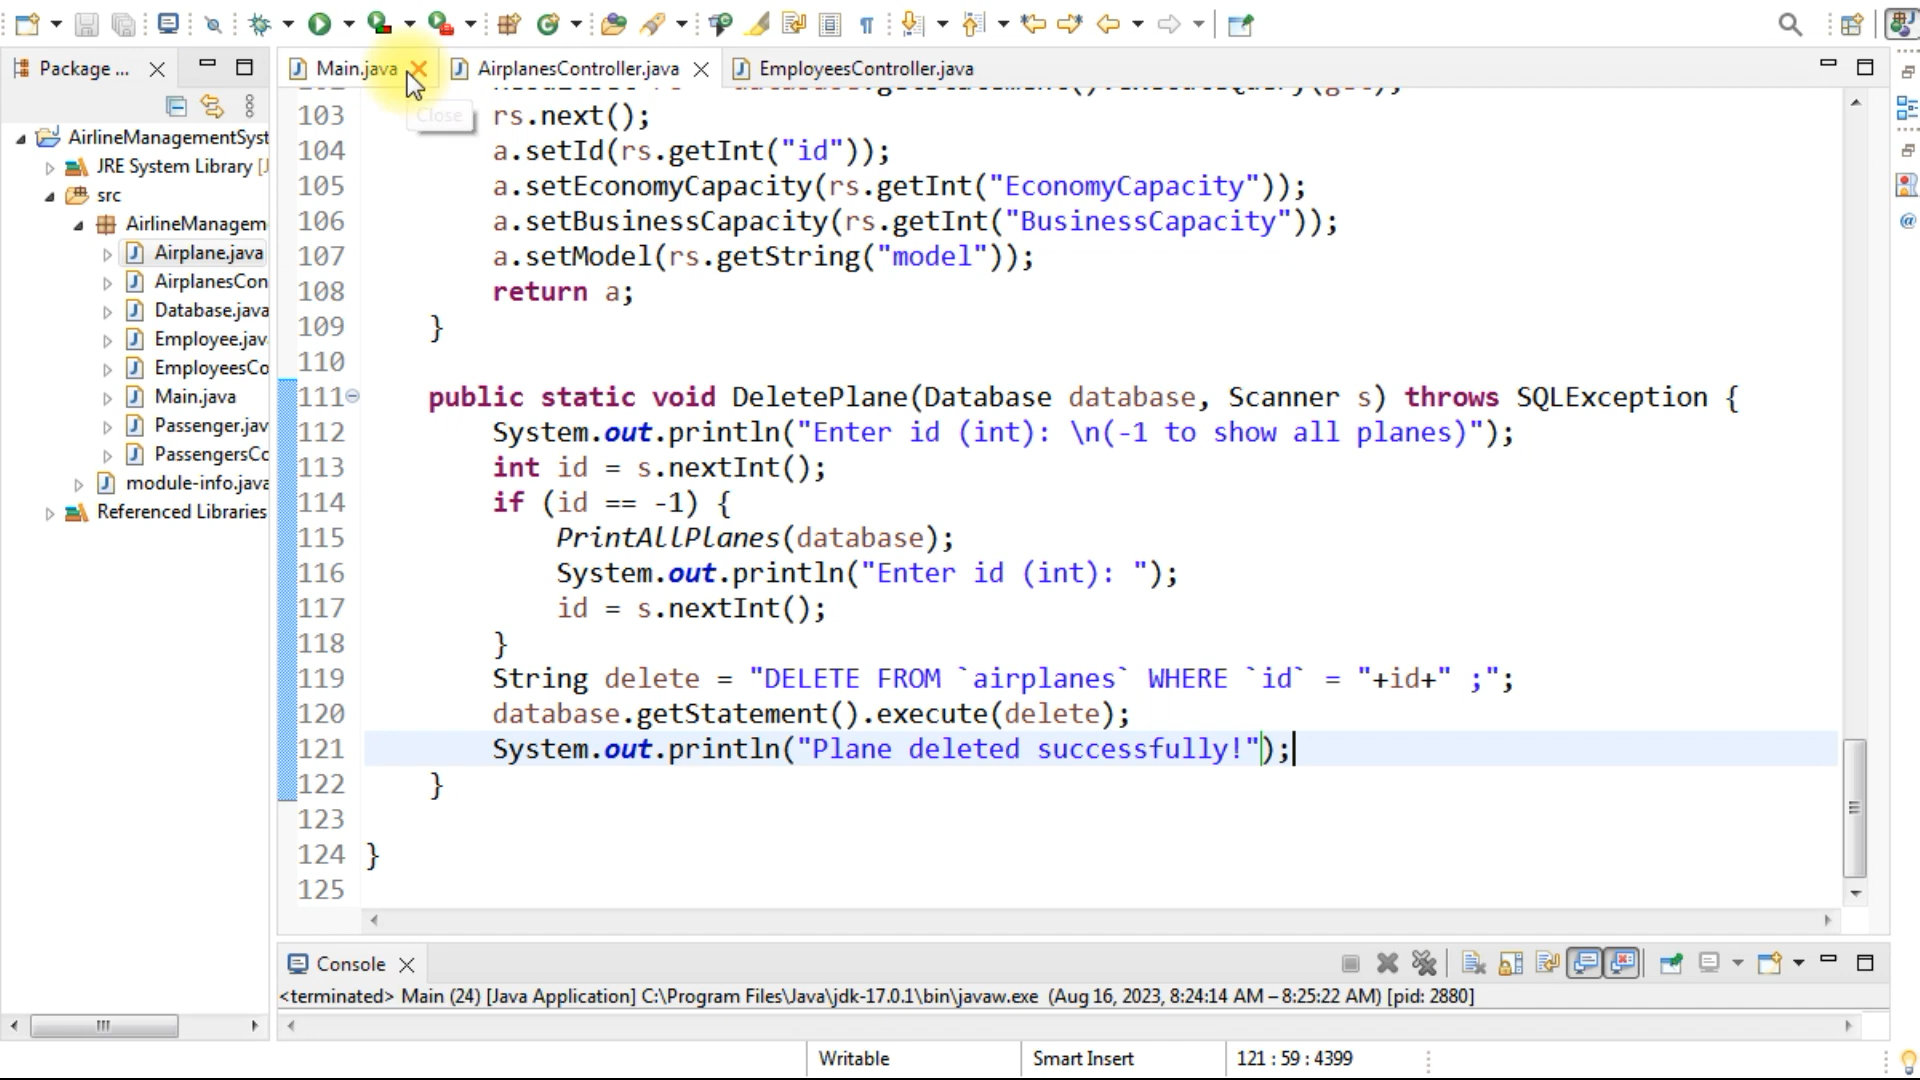 Package ...
Main.java
AirplanesController.java
EmployeesController.java
Close
AirlineManagementSyst
JRE System Library [J
src
AirlineManagem
Airplane.java
AirplanesCon
Database.java
Employee.jav
EmployeesCo
Main.java
Passenger.jav
PassengersCo
module-info.java
Referenced Libraries
103 rs.next();
104 a.setId(rs.getInt("id"));
105 a.setEconomyCapacity(rs.getInt("EconomyCapacity"));
106 a.setBusinessCapacity(rs.getInt("BusinessCapacity"));
107 a.setModel(rs.getString("model"));
108 return a;
109 }
110
111 public static void DeletePlane(Database database, Scanner s) throws SQLException {
112 System.out.println("Enter id (int): \n(-1 to show all planes)");
113 int id = s.nextInt();
114 if (id == -1) {
115 PrintAllPlanes(database);
116 System.out.println("Enter id (int): ");
117 id = s.nextInt();
118 }
119 String delete = "DELETE FROM `airplanes` WHERE `id` = "+id+" ;";
120 database.getStatement().execute(delete);
121 System.out.println("Plane deleted successfully!");
122 }
123
124 }
125
Console
<terminated> Main (24) [Java Application] C:\Program Files\Java\jdk-17.0.1\bin\javaw.exe (Aug 16, 2023, 8:24:14 AM – 8:25:22 AM) [pid: 2880]
Writable
Smart Insert
121 : 59 : 4399